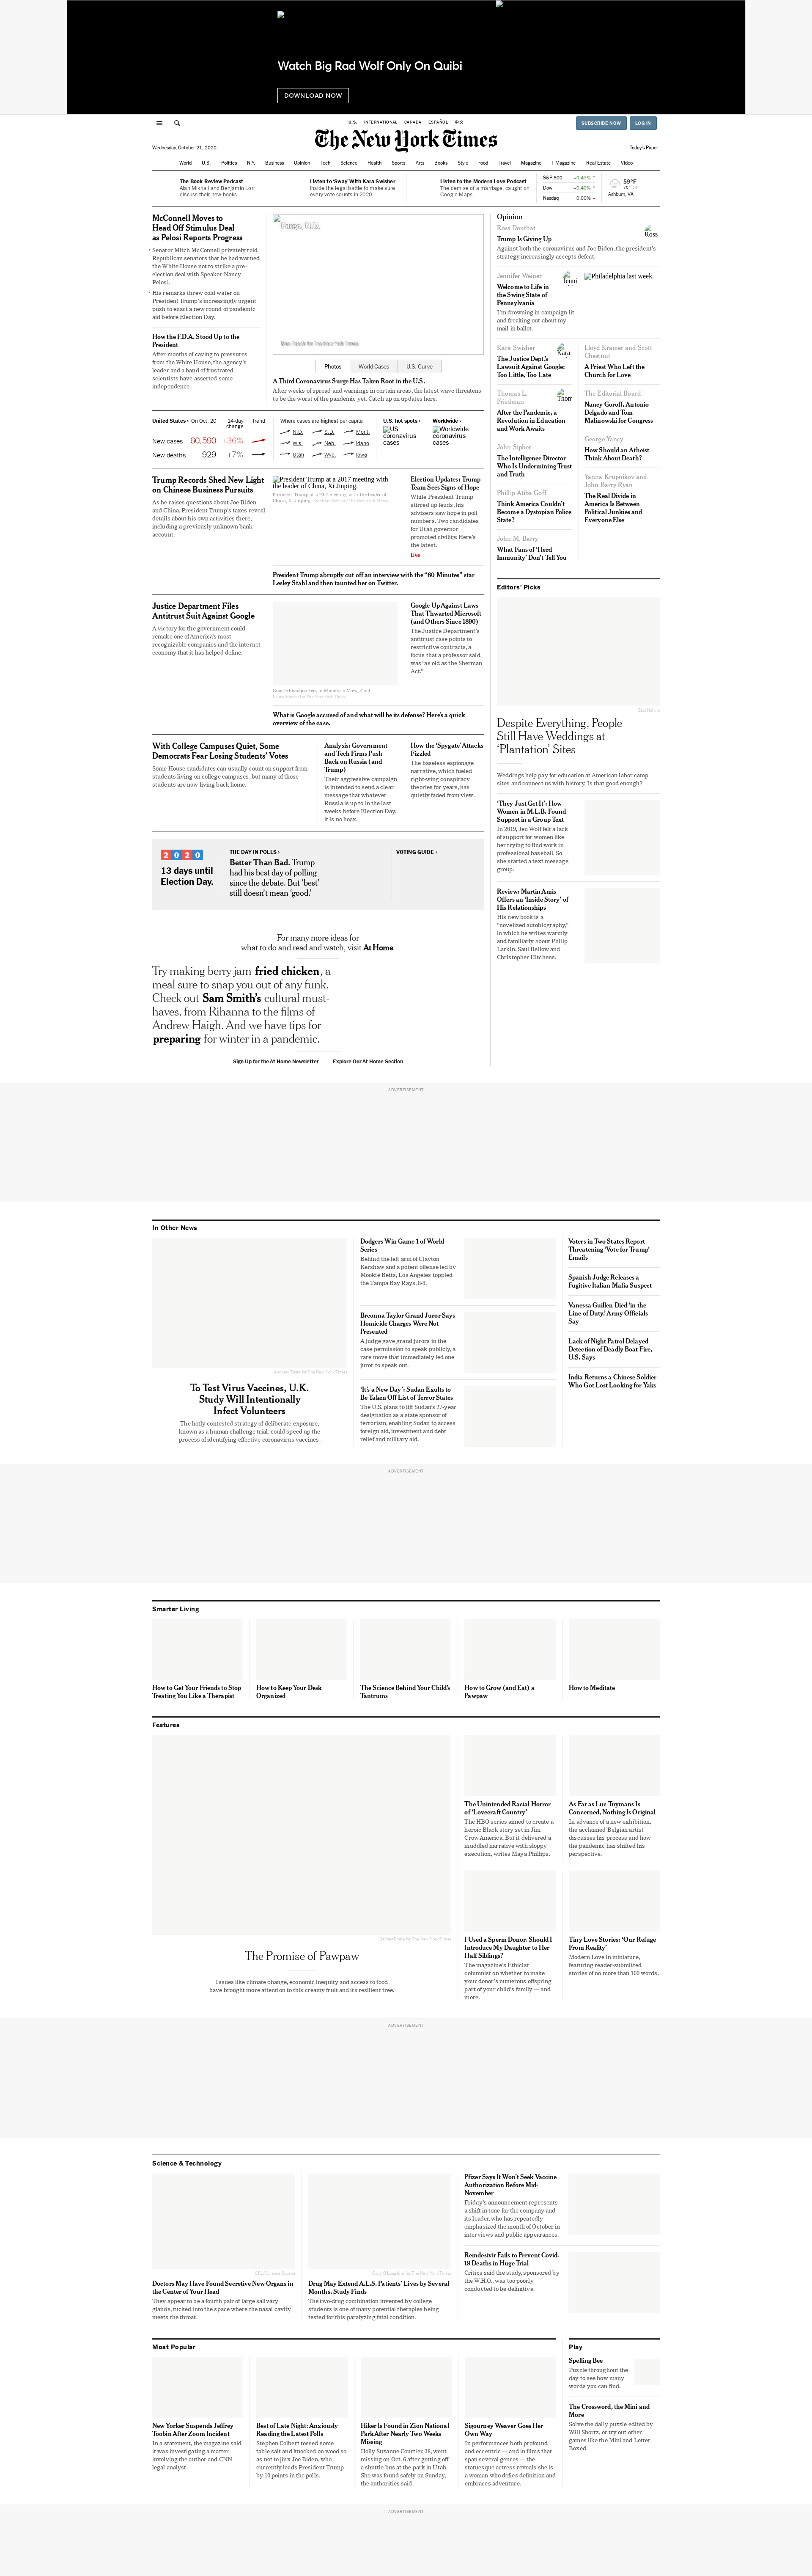 Watch Big Rad Wolf Only On Quibi
DOWNLOAD NOW
U.S.
INTERNATIONAL
CANADA
ESPAÑOL
中文
SUBSCRIBE NOW
LOG IN
The New York Times
Wednesday, October 21, 2020
Today's Paper
World
U.S.
Politics
N.Y.
Business
Opinion
Tech
Science
Health
Sports
Arts
Books
Style
Food
Travel
Magazine
T Magazine
Real Estate
Video
The Book Review Podcast
Alan Mikhail and Benjamin Lorr
discuss their new books.
Listen to 'Sway' With Kara Swisher
Inside the legal battle to make sure
every vote counts in 2020.
Listen to the Modern Love Podcast
The demise of a marriage, caught on
Google Maps.
S&P 500 +0.47% ↑
Dow +0.40% ↑
Nasdaq 0.00% ↓
59°F
Ashburn, VA
McConnell Moves to
Head Off Stimulus Deal
as Pelosi Reports Progress
• Senator Mitch McConnell privately told
Republican senators that he had warned
the White House not to strike a pre-
election deal with Speaker Nancy
Pelosi.
• His remarks threw cold water on
President Trump's increasingly urgent
push to enact a new round of pandemic
aid before Election Day.
How the F.D.A. Stood Up to the
President
After months of caving to pressures
from the White House, the agency's
leader and a band of frustrated
scientists have asserted some
independence.
Fargo, N.D.
Photos
World Cases
U.S. Curve
A Third Coronavirus Surge Has Taken Root in the U.S.
After weeks of spread and warnings in certain areas, the latest wave threatens
to be the worst of the pandemic yet. Catch up on updates here.
United States › On Oct. 20
14-day
change
Trend
New cases 60,590 +36%
New deaths 929 +7%
Where cases are highest per capita
N.D.
S.D.
Mont.
Wis.
Neb.
Idaho
Utah
Wyo.
Iowa
U.S. hot spots ›
US
coronavirus
cases
Worldwide ›
Worldwide
coronavirus
cases
Trump Records Shed New Light
on Chinese Business Pursuits
As he raises questions about Joe Biden
and China, President Trump's taxes reveal
details about his own activities there,
including a previously unknown bank
account.
President Trump at a 2017 meeting with
the leader of China, Xi Jinping.
President Trump at a 2017 meeting with the leader of
China, Xi Jinping.
Election Updates: Trump
Team Sees Signs of Hope
While President Trump
stirred up feuds, his
advisers saw hope in poll
numbers. Two candidates
for Utah governor
promoted civility. Here's
the latest.
Live
President Trump abruptly cut off an interview with the "60 Minutes" star
Lesley Stahl and then taunted her on Twitter.
Justice Department Files
Antitrust Suit Against Google
A victory for the government could
remake one of America's most
recognizable companies and the internet
economy that it has helped define.
Google headquarters in Mountain View, Calif.
Google Up Against Laws
That Thwarted Microsoft
(and Others Since 1890)
The Justice Department's
antitrust case points to
restrictive contracts, a
focus that a professor said
was "as old as the Sherman
Act."
What is Google accused of and what will be its defense? Here's a quick
overview of the case.
With College Campuses Quiet, Some
Democrats Fear Losing Students' Votes
Some House candidates can usually count on support from
students living on college campuses, but many of those
students are now living back home.
Analysis: Government
and Tech Firms Push
Back on Russia (and
Trump)
Their aggressive campaign
is intended to send a clear
message that whatever
Russia is up to in the last
weeks before Election Day,
it is no hoax.
How the 'Spygate' Attacks
Fizzled
The baseless espionage
narrative, which fueled
right-wing conspiracy
theories for years, has
quietly faded from view.
2020
13 days until
Election Day.
THE DAY IN POLLS ›
Better Than Bad. Trump
had his best day of polling
since the debate. But 'best'
still doesn't mean 'good.'
VOTING GUIDE ›
For many more ideas for
what to do and read and watch, visit At Home.
Try making berry jam fried chicken, a
meal sure to snap you out of any funk.
Check out Sam Smith's cultural must-
haves, from Rihanna to the films of
Andrew Haigh. And we have tips for
preparing for winter in a pandemic.
Sign Up for the At Home Newsletter
Explore Our At Home Section
Opinion
Ross Douthat
Ross
Trump Is Giving Up
Against both the coronavirus and Joe Biden, the president's
strategy increasingly accepts defeat.
Jennifer Weiner
Jenni
Welcome to Life in
the Swing State of
Pennsylvania
I'm drowning in campaign lit
and freaking out about my
mail-in ballot.
Philadelphia last week.
Kara Swisher
Kara
The Justice Dept.'s
Lawsuit Against Google:
Too Little, Too Late
Thomas L.
Friedman
Thom
After the Pandemic, a
Revolution in Education
and Work Awaits
John Sipher
The Intelligence Director
Who Is Undermining Trust
and Truth
Phillip Atiba Goff
Think America Couldn't
Become a Dystopian Police
State?
John M. Barry
What Fans of 'Herd
Immunity' Don't Tell You
Lloyd Kramer and Scott
Chestnut
A Priest Who Left the
Church for Love
The Editorial Board
Nancy Goroff, Antonio
Delgado and Tom
Malinowski for Congress
George Yancy
How Should an Atheist
Think About Death?
Yanna Krupnikov and
John Barry Ryan
The Real Divide in
America Is Between
Political Junkies and
Everyone Else
Editors' Picks
Despite Everything, People
Still Have Weddings at
'Plantation' Sites
Weddings help pay for education at American labor camp
sites and connect us with history. Is that good enough?
'They Just Get It': How
Women in M.L.B. Found
Support in a Group Text
In 2019, Jen Wolf felt a lack
of support for women like
her trying to find work in
professional baseball. So
she started a text message
group.
Review: Martin Amis
Offers an 'Inside Story' of
His Relationships
His new book is a
"novelized autobiography,"
in which he writes warmly
and familiarly about Philip
Larkin, Saul Bellow and
Christopher Hitchens.
ADVERTISEMENT
In Other News
To Test Virus Vaccines, U.K.
Study Will Intentionally
Infect Volunteers
The hotly contested strategy of deliberate exposure,
known as a human challenge trial, could speed up the
process of identifying effective coronavirus vaccines.
Dodgers Win Game 1 of World
Series
Behind the left arm of Clayton
Kershaw and a potent offense led by
Mookie Betts, Los Angeles toppled
the Tampa Bay Rays, 8-3.
Breonna Taylor Grand Juror Says
Homicide Charges Were Not
Presented
A judge gave grand jurors in the
case permission to speak publicly, a
rare move that immediately led one
juror to speak out.
'It's a New Day': Sudan Exults to
Be Taken Off List of Terror States
The U.S. plans to lift Sudan's 27-year
designation as a state sponsor of
terrorism, enabling Sudan to access
foreign aid, investment and debt
relief and military aid.
Voters in Two States Report
Threatening 'Vote for Trump'
Emails
Spanish Judge Releases a
Fugitive Italian Mafia Suspect
Vanessa Guillen Died 'in the
Line of Duty,' Army Officials
Say
Lack of Night Patrol Delayed
Detection of Deadly Boat Fire,
U.S. Says
India Returns a Chinese Soldier
Who Got Lost Looking for Yaks
ADVERTISEMENT
Smarter Living
How to Get Your Friends to Stop
Treating You Like a Therapist
How to Keep Your Desk
Organized
The Science Behind Your Child's
Tantrums
How to Grow (and Eat) a
Pawpaw
How to Meditate
Features
The Promise of Pawpaw
Issues like climate change, economic inequity and access to food
have brought more attention to this creamy fruit and its resilient tree.
The Unintended Racial Horror
of 'Lovecraft Country'
The HBO series aimed to create a
heroic Black story set in Jim
Crow America. But it delivered a
muddled narrative with sloppy
execution, writes Maya Phillips.
As Far as Luc Tuymans Is
Concerned, Nothing Is Original
In advance of a new exhibition,
the acclaimed Belgian artist
discusses his process and how
the pandemic has shifted his
perspective.
I Used a Sperm Donor. Should I
Introduce My Daughter to Her
Half Siblings?
The magazine's Ethicist
columnist on whether to make
your donor's numerous offspring
part of your child's family — and
more.
Tiny Love Stories: 'Our Refuge
From Reality'
Modern Love in miniature,
featuring reader-submitted
stories of no more than 100 words.
ADVERTISEMENT
Science & Technology
Doctors May Have Found Secretive New Organs in
the Center of Your Head
They appear to be a fourth pair of large salivary
glands, tucked into the space where the nasal cavity
meets the throat.
Drug May Extend A.L.S. Patients' Lives by Several
Months, Study Finds
The two-drug combination invented by college
students is one of many potential therapies being
tested for this paralyzing fatal condition.
Pfizer Says It Won't Seek Vaccine
Authorization Before Mid-
November
Friday's announcement represents
a shift in tone for the company and
its leader, who has repeatedly
emphasized the month of October in
interviews and public appearances.
Remdesivir Fails to Prevent Covid-
19 Deaths in Huge Trial
Critics said the study, sponsored by
the W.H.O., was too poorly
conducted to be definitive.
Most Popular
New Yorker Suspends Jeffrey
Toobin After Zoom Incident
In a statement, the magazine said
it was investigating a matter
involving the author and CNN
legal analyst.
Best of Late Night: Anxiously
Reading the Latest Polls
Stephen Colbert tossed some
table salt and knocked on wood so
as not to jinx Joe Biden, who
currently leads President Trump
by 10 points in the polls.
Hiker Is Found in Zion National
Park After Nearly Two Weeks
Missing
Holly Suzanne Courtier, 38, went
missing on Oct. 6 after getting off
a shuttle bus at the park in Utah.
She was found safely on Sunday,
the authorities said.
Sigourney Weaver Goes Her
Own Way
In performances both profound
and eccentric — and in films that
span several genres — the
statuesque actress reveals she is
a woman who defies definition and
embraces adventure.
Play
Spelling Bee
Puzzle throughout the
day to see how many
words you can find.
The Crossword, the Mini and
More
Solve the daily puzzle edited by
Will Shortz, or try out other
games like the Mini and Letter
Boxed.
ADVERTISEMENT